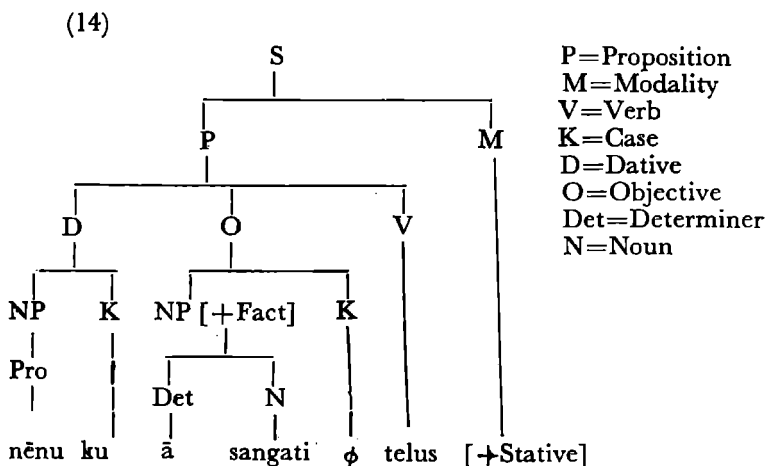 (14)
S P=Proposition
M=Modality
P M V=Verb
K=Case
D=Dative
D O V O=Objective
Det=Determiner
N=Noun
NP K NP [+Fact] K
Pro
Det N
nēnu ku ā sangati ϕ telus [+Stative]